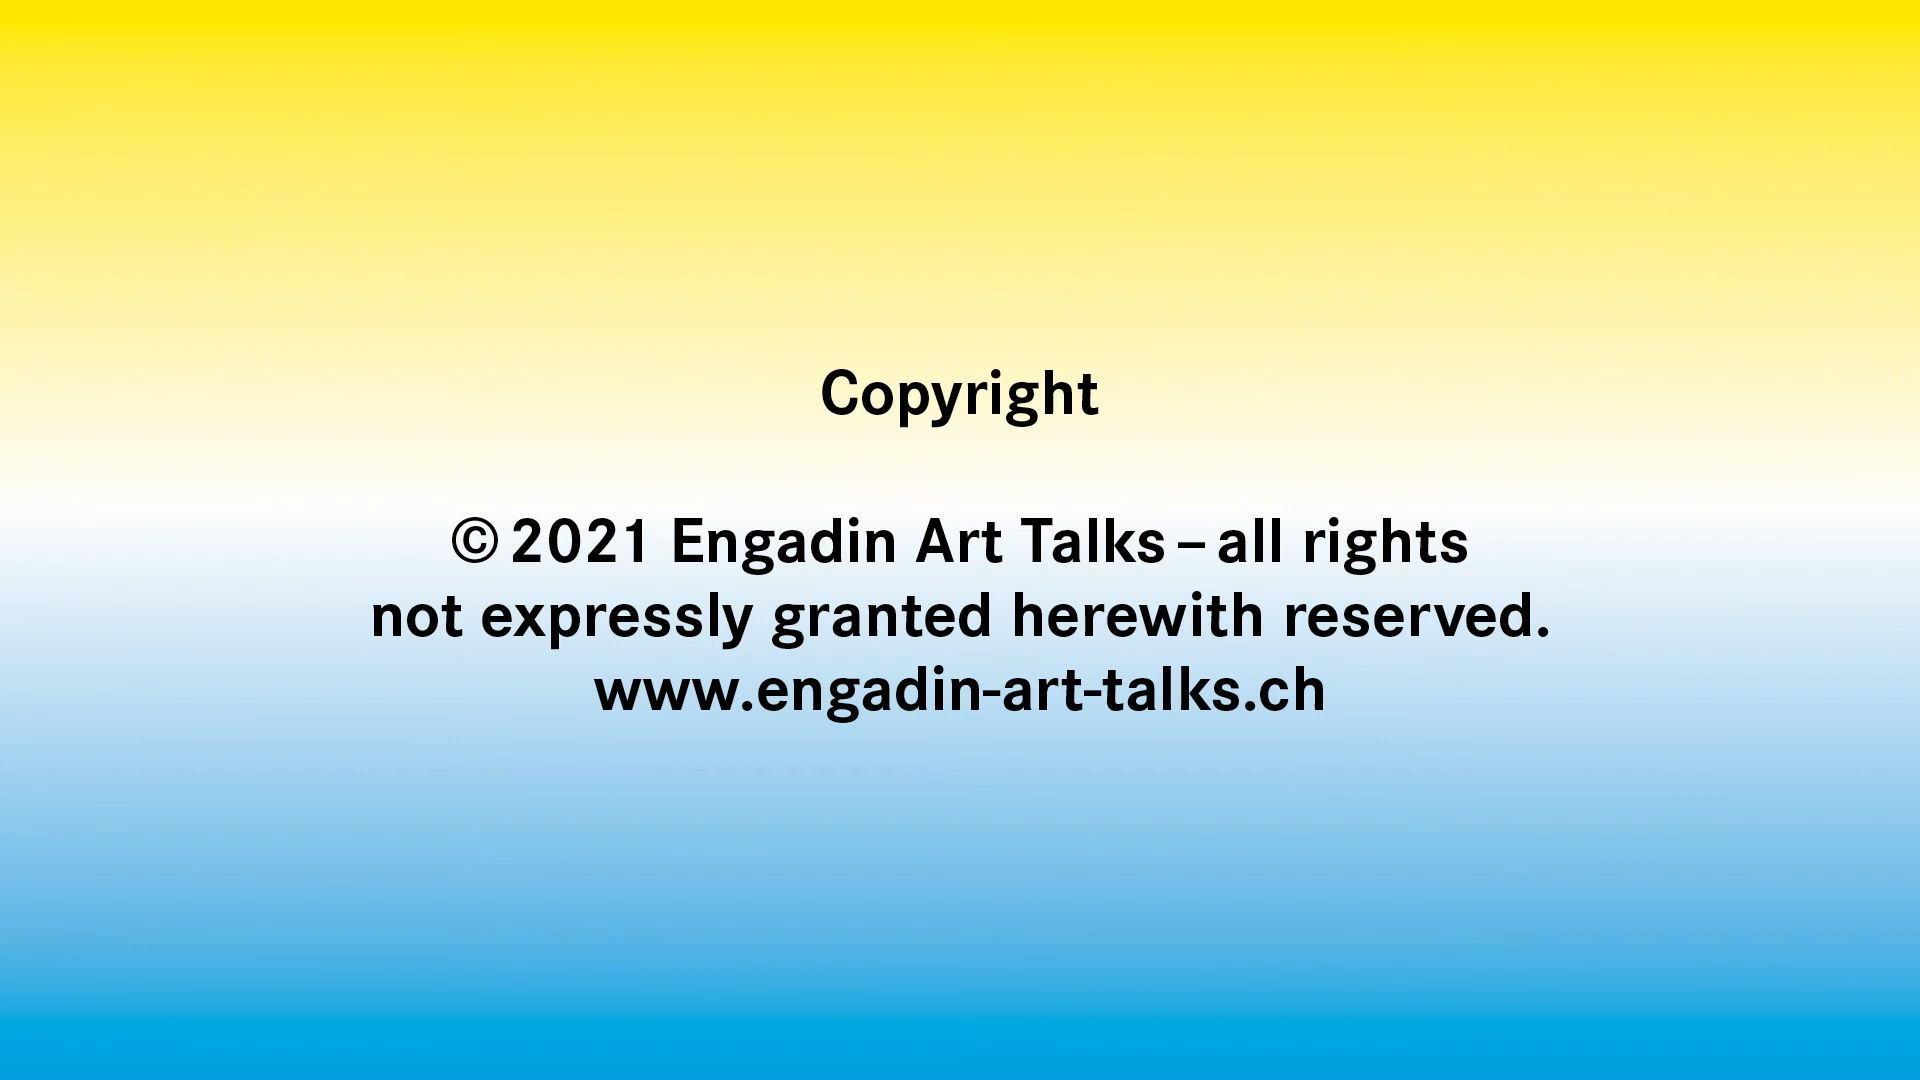 Copyright
© 2021 Engadin Art Talks – all rights
not expressly granted herewith reserved.
www.engadin-art-talks.ch